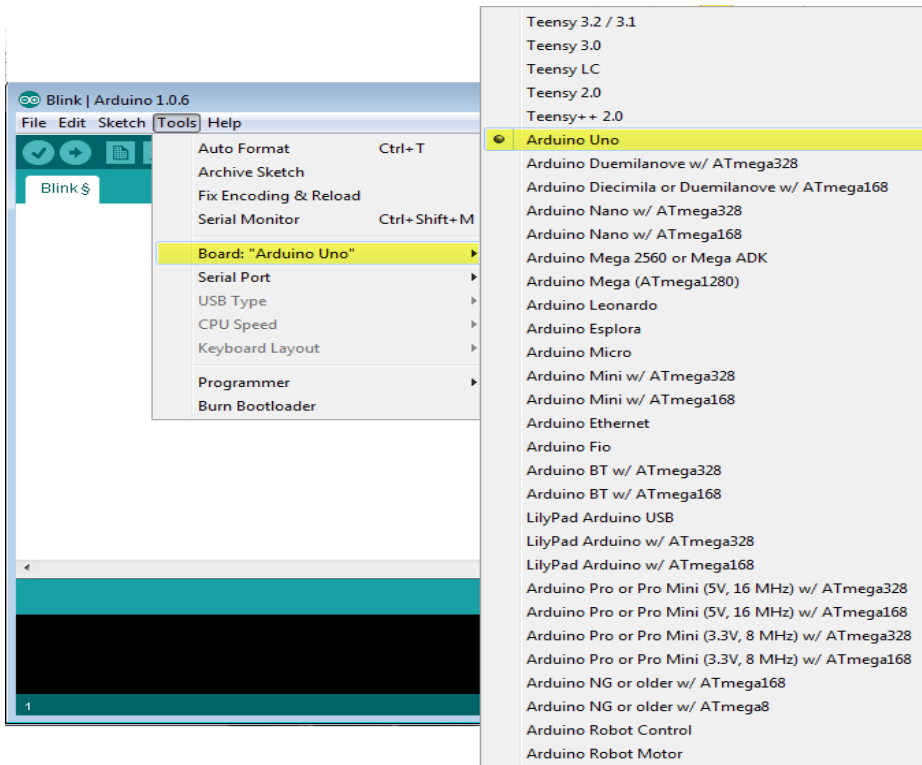 Blink | Arduino 1.0.6
File Edit Sketch Tools Help
Blink §
Auto Format Ctrl+T
Archive Sketch
Fix Encoding & Reload
Serial Monitor Ctrl+Shift+M
Board: "Arduino Uno"
Serial Port
USB Type
CPU Speed
Keyboard Layout
Programmer
Burn Bootloader
1
Teensy 3.2 / 3.1
Teensy 3.0
Teensy LC
Teensy 2.0
Teensy++ 2.0
Arduino Uno
Arduino Duemilanove w/ ATmega328
Arduino Diecimila or Duemilanove w/ ATmega168
Arduino Nano w/ ATmega328
Arduino Nano w/ ATmega168
Arduino Mega 2560 or Mega ADK
Arduino Mega (ATmega1280)
Arduino Leonardo
Arduino Esplora
Arduino Micro
Arduino Mini w/ ATmega328
Arduino Mini w/ ATmega168
Arduino Ethernet
Arduino Fio
Arduino BT w/ ATmega328
Arduino BT w/ ATmega168
LilyPad Arduino USB
LilyPad Arduino w/ ATmega328
LilyPad Arduino w/ ATmega168
Arduino Pro or Pro Mini (5V, 16 MHz) w/ ATmega328
Arduino Pro or Pro Mini (5V, 16 MHz) w/ ATmega168
Arduino Pro or Pro Mini (3.3V, 8 MHz) w/ ATmega328
Arduino Pro or Pro Mini (3.3V, 8 MHz) w/ ATmega168
Arduino NG or older w/ ATmega168
Arduino NG or older w/ ATmega8
Arduino Robot Control
Arduino Robot Motor